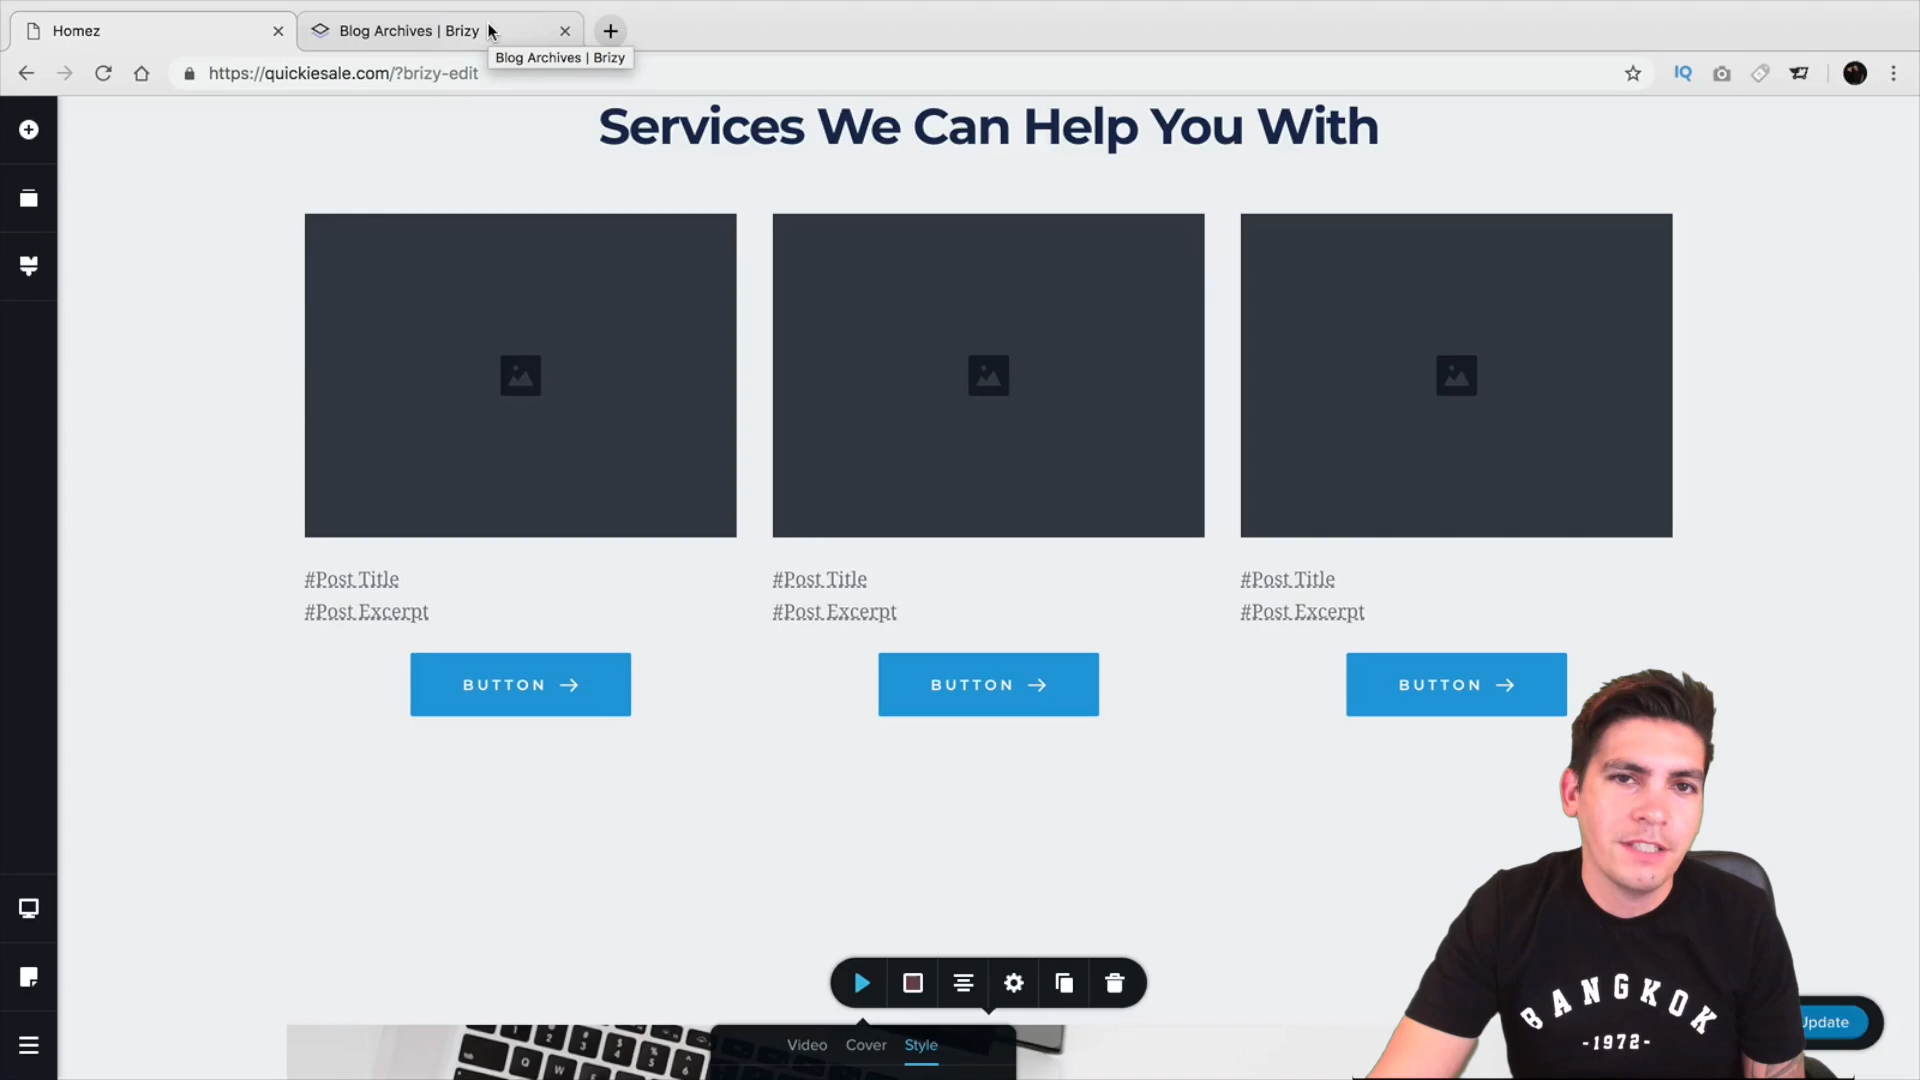 Homez
Blog Archives | Brizy
Blog Archives | Brizy
https://quickiesale.com/?brizy-edit
IQ
Services We Can Help You With
#Post Title
#Post Excerpt
BUTTON
#Post Title
#Post Excerpt
BUTTON
#Post Title
#Post Excerpt
BUTTON
Video Cover Style
Update
BANGKOK
-1972-